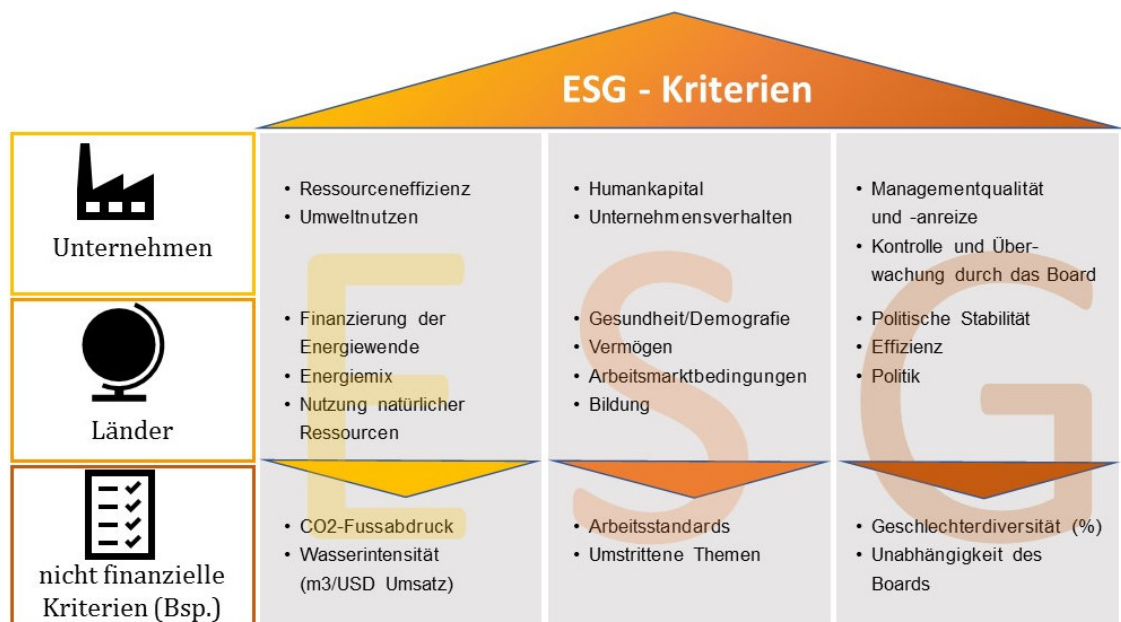 ESG - Kriterien
Unternehmen
• Ressourceneffizienz
• Umweltnutzen
• Humankapital
• Unternehmensverhalten
• Managementqualität
und -anreize
• Kontrolle und Über-
wachung durch das Board
Länder
• Finanzierung der
Energiewende
• Energiemix
• Nutzung natürlicher
Ressourcen
• Gesundheit/Demografie
• Vermögen
• Arbeitsmarktbedingungen
• Bildung
• Politische Stabilität
• Effizienz
• Politik
E S G
nicht finanzielle
Kriterien (Bsp.)
• CO2-Fussabdruck
• Wasserintensität
(m3/USD Umsatz)
• Arbeitsstandards
• Umstrittene Themen
• Geschlechterdiversität (%)
• Unabhängigkeit des
Boards